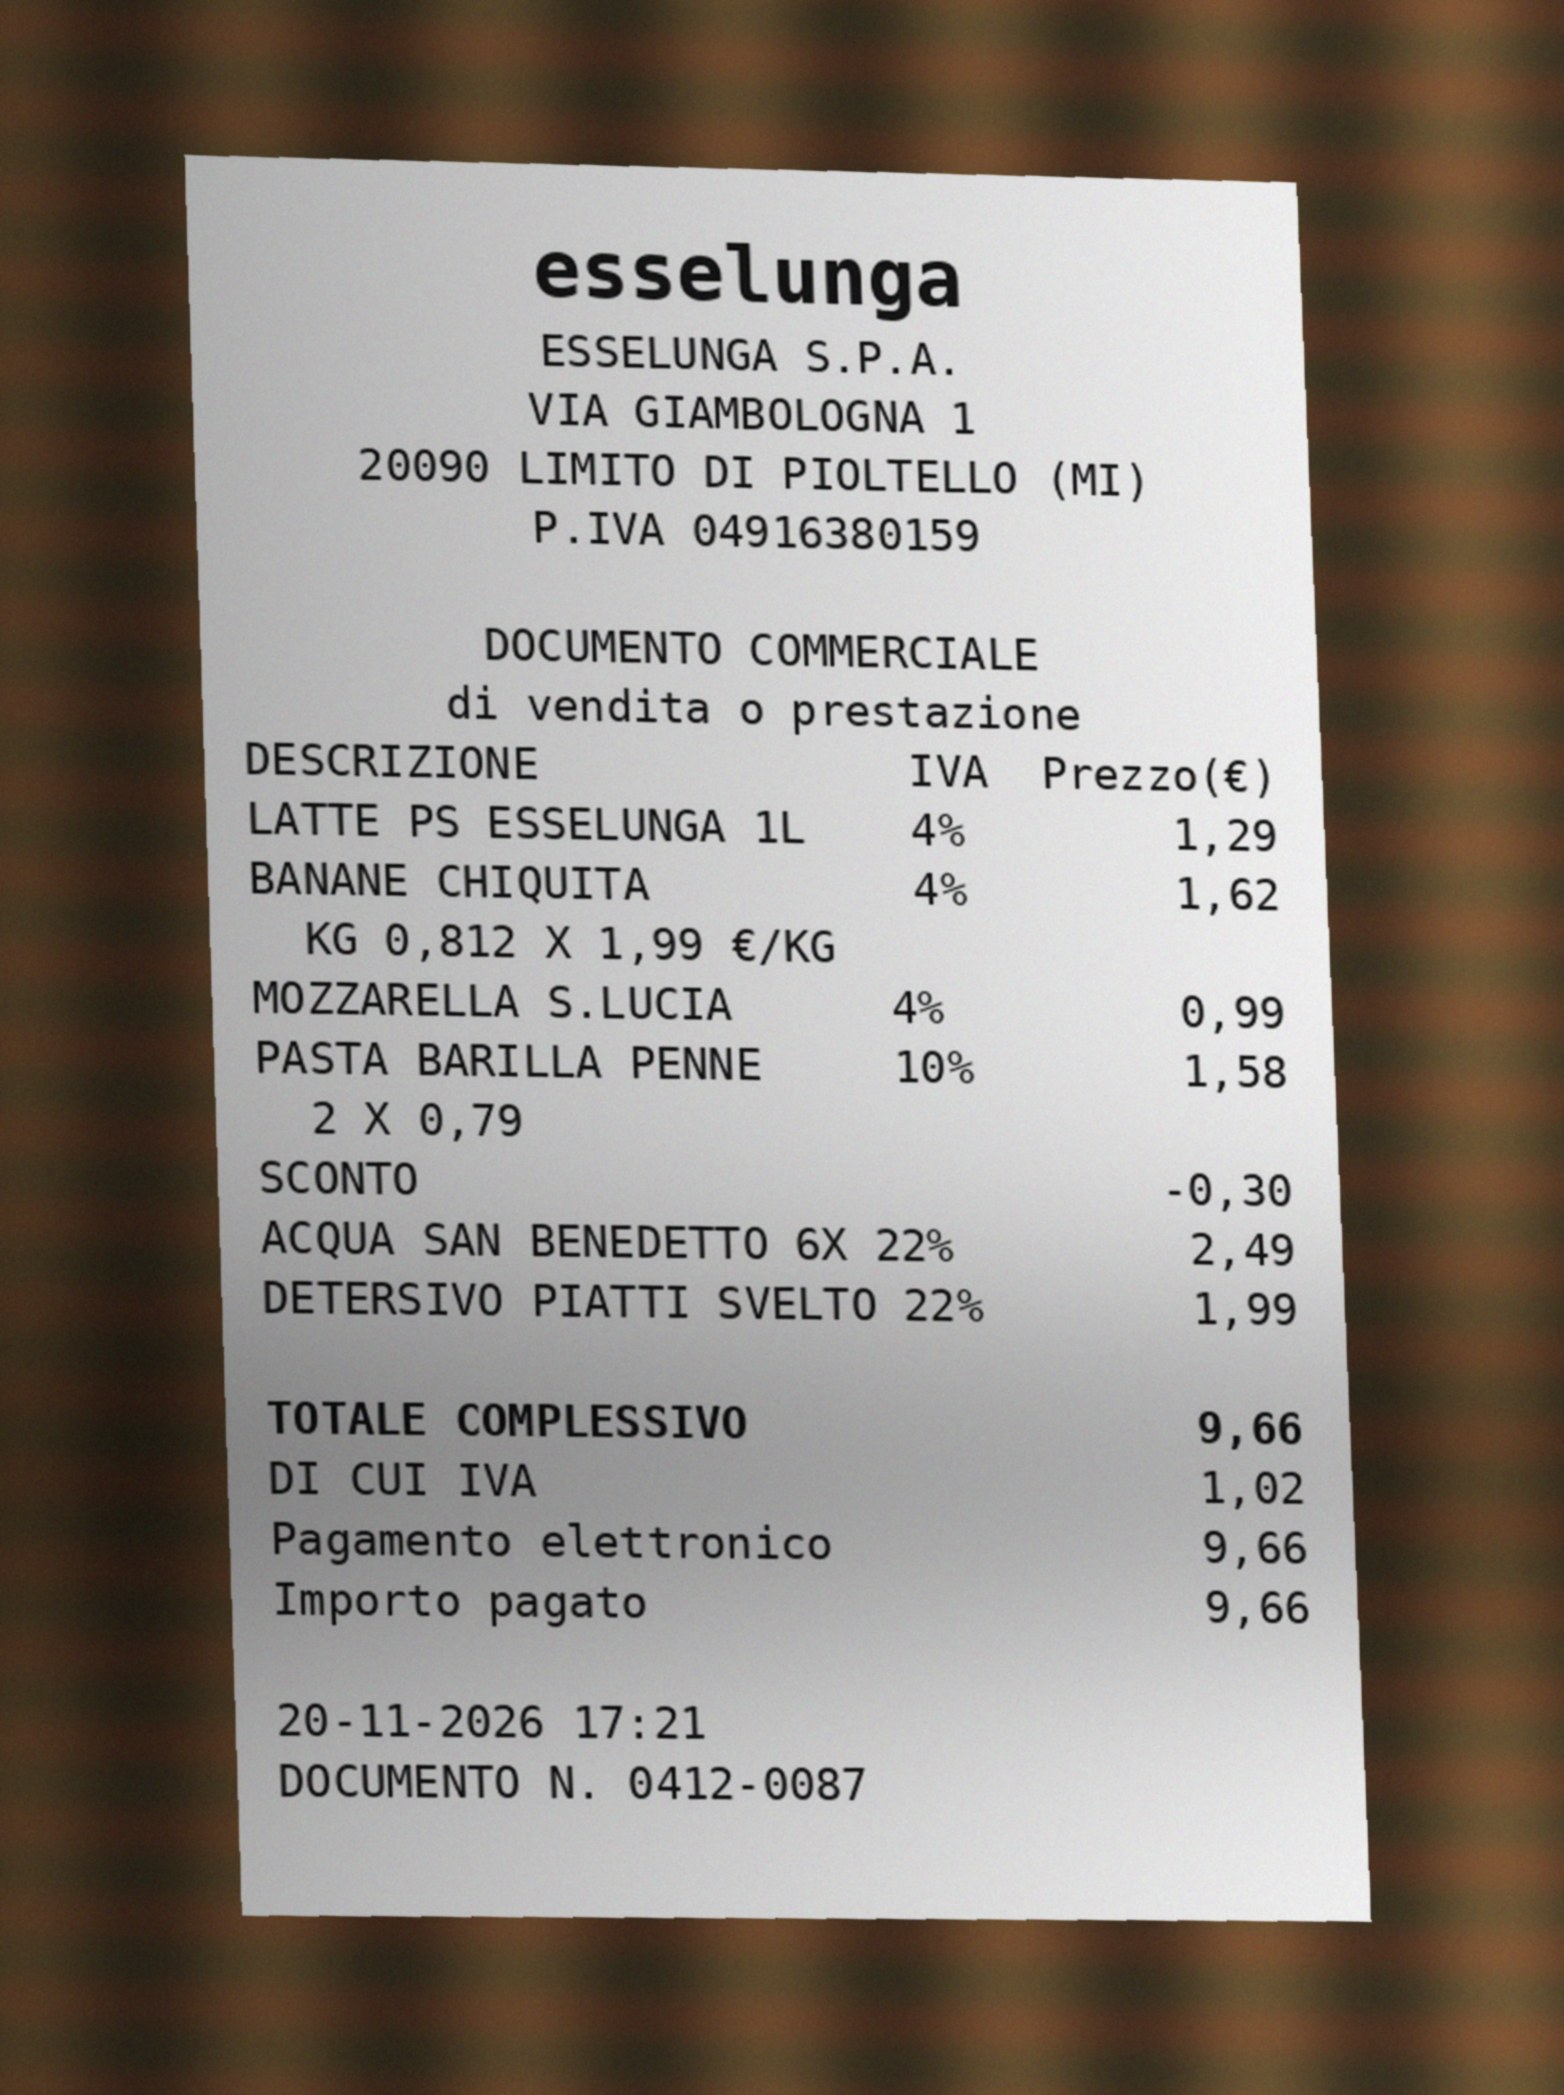 esselunga
ESSELUNGA S.P.A.
VIA GIAMBOLOGNA 1
20090 LIMITO DI PIOLTELLO (MI)
P.IVA 04916380159
DOCUMENTO COMMERCIALE
di vendita o prestazione
DESCRIZIONE IVA Prezzo(€)
LATTE PS ESSELUNGA 1L 4% 1,29
BANANE CHIQUITA 4% 1,62
KG 0,812 X 1,99 €/KG
MOZZARELLA S.LUCIA 4% 0,99
PASTA BARILLA PENNE 10% 1,58
2 X 0,79
SCONTO -0,30
ACQUA SAN BENEDETTO 6X 22% 2,49
DETERSIVO PIATTI SVELTO 22% 1,99
TOTALE COMPLESSIVO 9,66
DI CUI IVA 1,02
Pagamento elettronico 9,66
Importo pagato 9,66
20-11-2026 17:21
DOCUMENTO N. 0412-0087